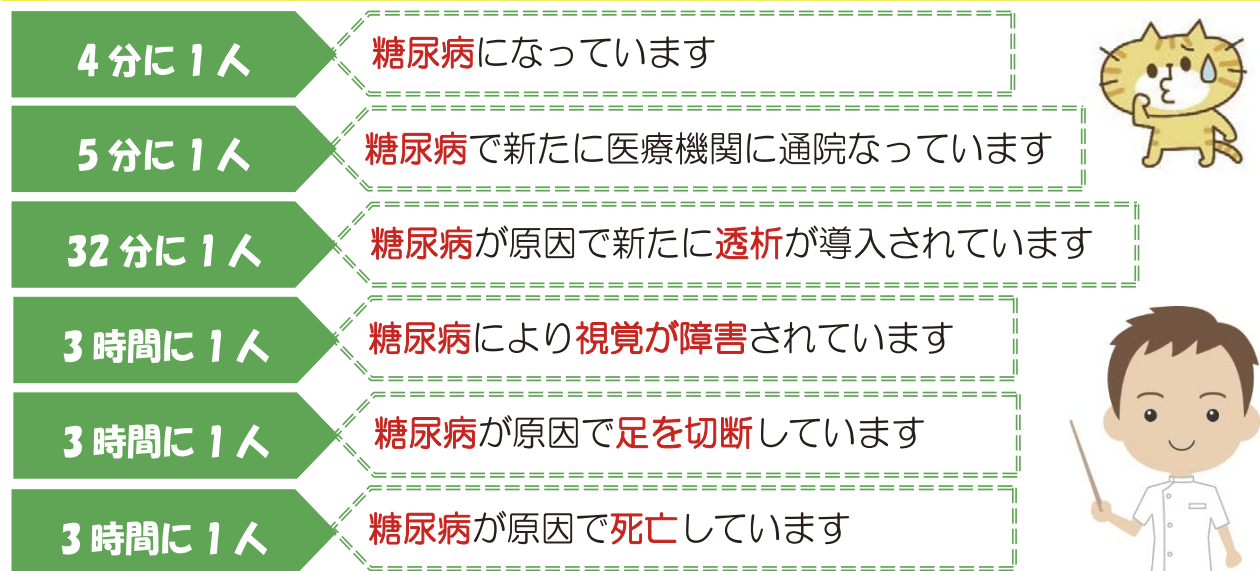 4分に1人
糖尿病になっています
5分に1人
糖尿病で新たに医療機関に通院なっています
32分に1人
糖尿病が原因で新たに透析が導入されています
3時間に1人
糖尿病により視覚が障害されています
3時間に1人
糖尿病が原因で足を切断しています
3時間に1人
糖尿病が原因で死亡しています